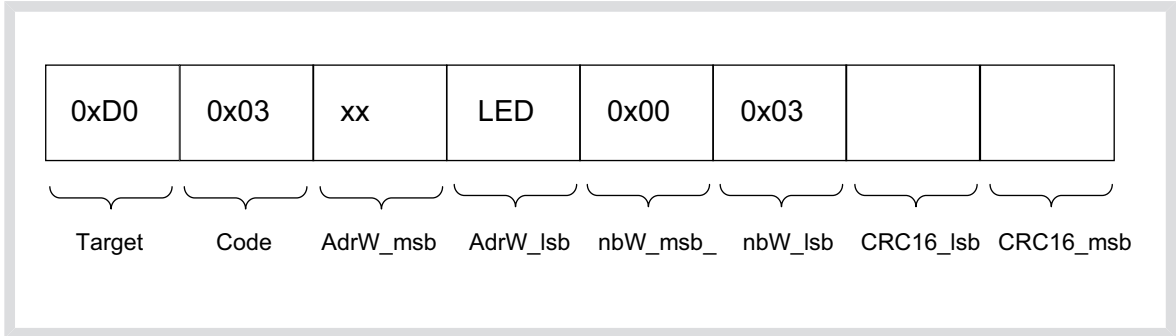 0xD0 0x03 xx LED 0x00 0x03
Target Code AdrW_msb AdrW_lsb nbW_msb_ nbW_lsb CRC16_lsb CRC16_msb